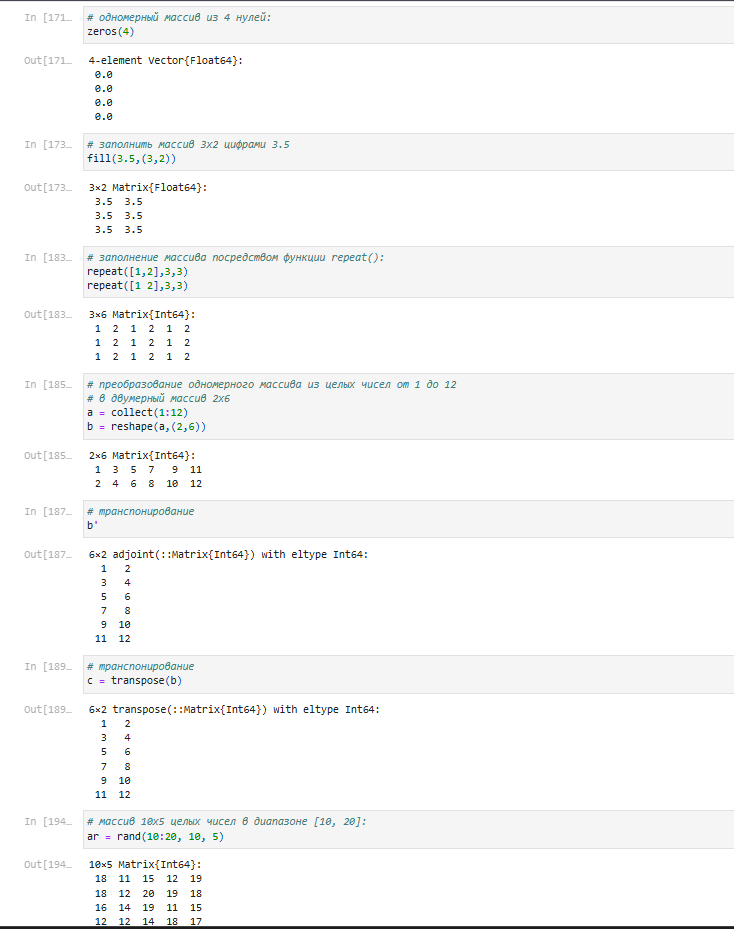 In [171… # одномерный массив из 4 нулей:
zeros(4)
Out[171… 4-element Vector{Float64}:
0.0
0.0
0.0
0.0
In [173… # заполнить массив 3x2 цифрами 3.5
fill(3.5,(3,2))
Out[173… 3×2 Matrix{Float64}:
3.5 3.5
3.5 3.5
3.5 3.5
In [183… # заполнение массива посредством функции repeat():
repeat([1,2],3,3)
repeat([1 2],3,3)
Out[183… 3×6 Matrix{Int64}:
1 2 1 2 1 2
1 2 1 2 1 2
1 2 1 2 1 2
In [185… # преобразование одномерного массива из целых чисел от 1 до 12
# в двумерный массив 2x6
a = collect(1:12)
b = reshape(a,(2,6))
Out[185… 2×6 Matrix{Int64}:
1 3 5 7 9 11
2 4 6 8 10 12
In [187… # транспонирование
b'
Out[187… 6×2 adjoint(::Matrix{Int64}) with eltype Int64:
1 2
3 4
5 6
7 8
9 10
11 12
In [189… # транспонирование
c = transpose(b)
Out[189… 6×2 transpose(::Matrix{Int64}) with eltype Int64:
1 2
3 4
5 6
7 8
9 10
11 12
In [194… # массив 10x5 целых чисел в диапазоне [10, 20]:
ar = rand(10:20, 10, 5)
Out[194… 10×5 Matrix{Int64}:
18 11 15 12 19
18 12 20 19 18
16 14 19 11 15
12 12 14 18 17